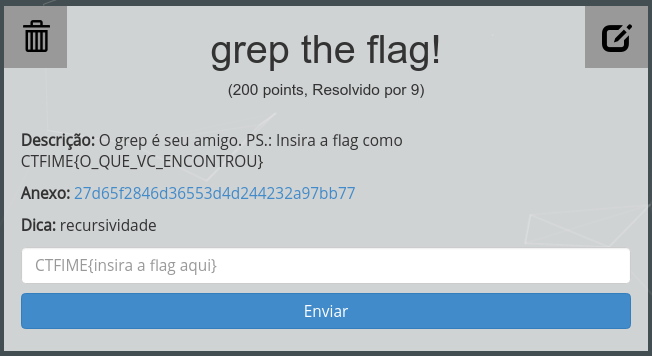 grep the flag!
(200 points, Resolvido por 9)
Descrição: O grep é seu amigo. PS.: Insira a flag como
CTFIME{O_QUE_VC_ENCONTROU}
Anexo: 27d65f2846d36553d4d244232a97bb77
Dica: recursividade
CTFIME{insira a flag aqui}
Enviar